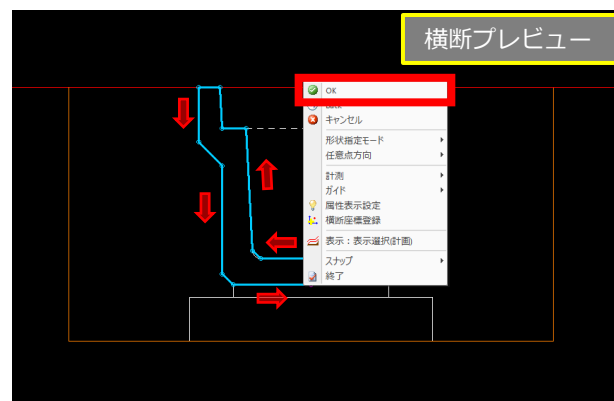 横断プレビュー
OK
キャンセル
形状指定モード
任意点方向
計測
ガイド
属性表示設定
横断座標登録
表示：表示選択(計画)
スナップ
終了